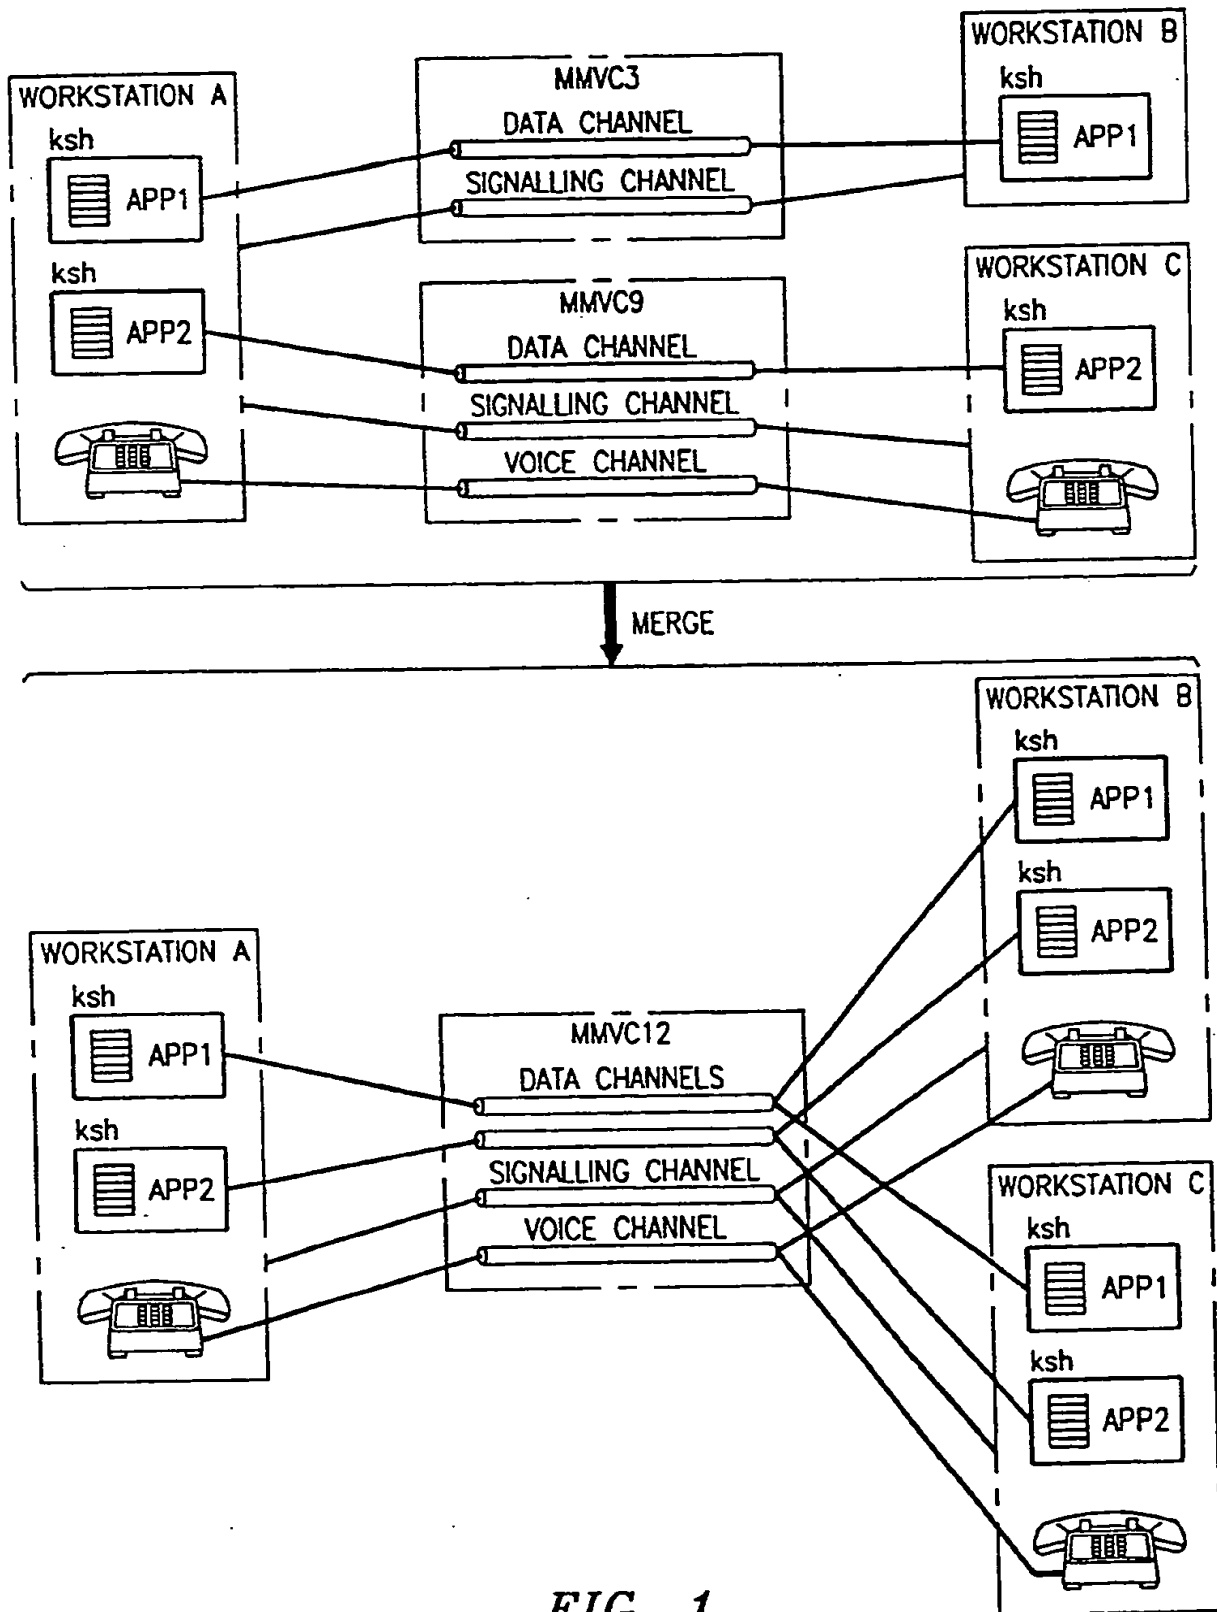 WORKSTATION A
ksh
APP1
ksh
APP2
MMVC3
DATA CHANNEL
SIGNALLING CHANNEL
MMVC9
DATA CHANNEL
SIGNALLING CHANNEL
VOICE CHANNEL
WORKSTATION B
ksh
APP1
WORKSTATION C
ksh
APP2
MERGE
WORKSTATION A
ksh
APP1
ksh
APP2
MMVC12
DATA CHANNELS
SIGNALLING CHANNEL
VOICE CHANNEL
WORKSTATION B
ksh
APP1
ksh
APP2
WORKSTATION C
ksh
APP1
ksh
APP2
FIG. 1